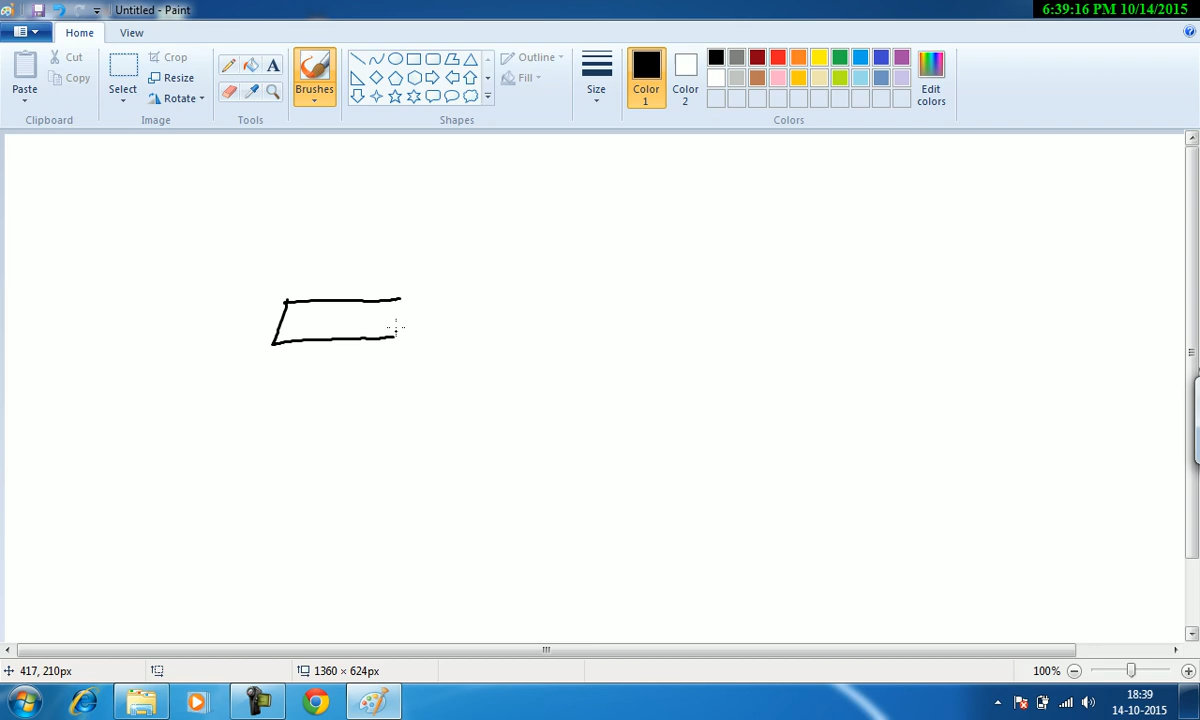 Untitled - Paint
6:39:16 PM 10/14/2015
Home View
Paste
Cut
Copy
Clipboard
Select
Crop
Resize
Rotate
Image
A
Tools
Brushes
Outline
Fill
Shapes
Size
Color 1
Color 2
Edit colors
Colors
417, 210px
1360 × 624px
100%
18:39
14-10-2015